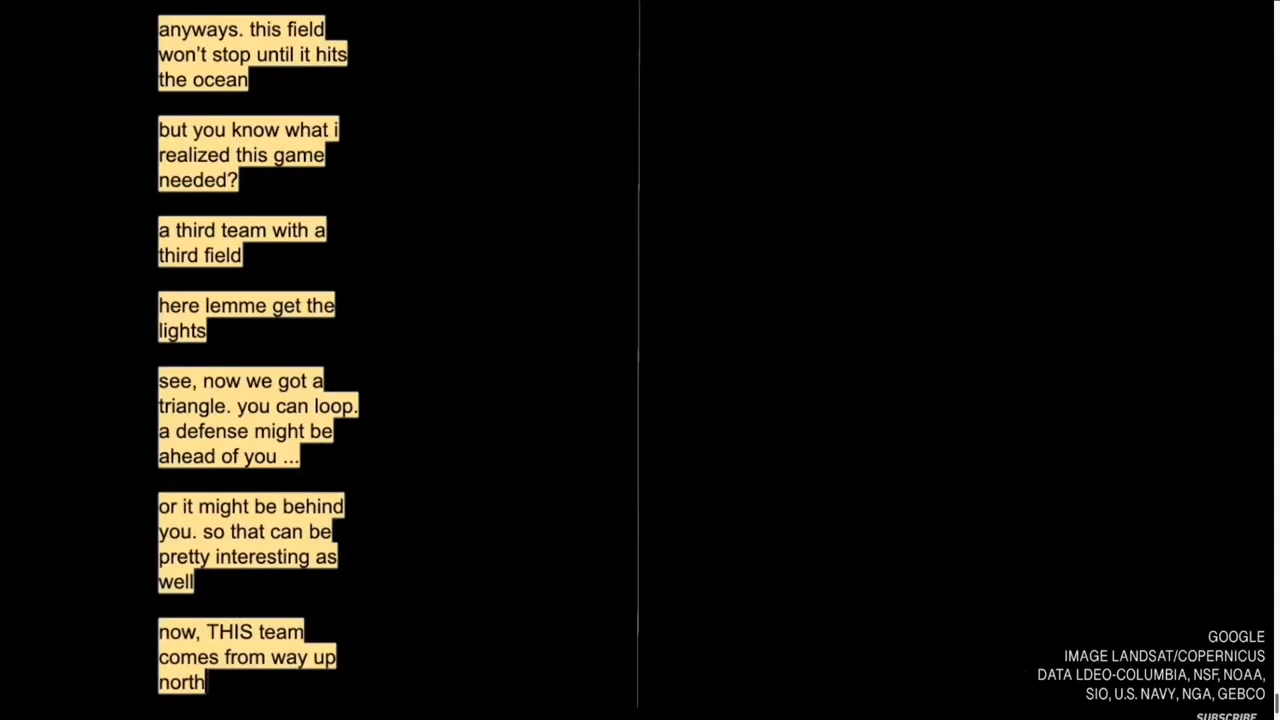 anyways. this field
won’t stop until it hits
the ocean
but you know what i
realized this game
needed?
a third team with a
third field
here lemme get the
lights
see, now we got a
triangle. you can loop.
a defense might be
ahead of you ...
or it might be behind
you. so that can be
pretty interesting as
well
now, THIS team
comes from way up
north
GOOGLE
IMAGE LANDSAT/COPERNICUS
DATA LDEO-COLUMBIA, NSF, NOAA,
SIO, U.S. NAVY, NGA, GEBCO
SUBSCRIBE